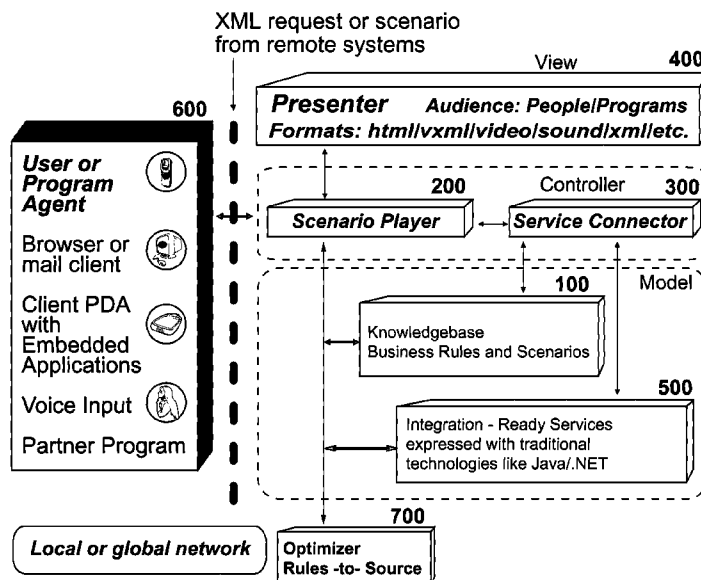 XML request or scenario
from remote systems
View
400
Presenter Audience: People/Programs
Formats: html/vxml/video/sound/xml/etc.
600
User or
Program
Agent
Browser or
mail client
Client PDA
with
Embedded
Applications
Voice Input
Partner Program
200
Controller
300
Scenario Player
Service Connector
100
Model
Knowledgebase
Business Rules and Scenarios
500
Integration - Ready Services
expressed with traditional
technologies like Java/.NET
700
Local or global network
Optimizer
Rules -to- Source